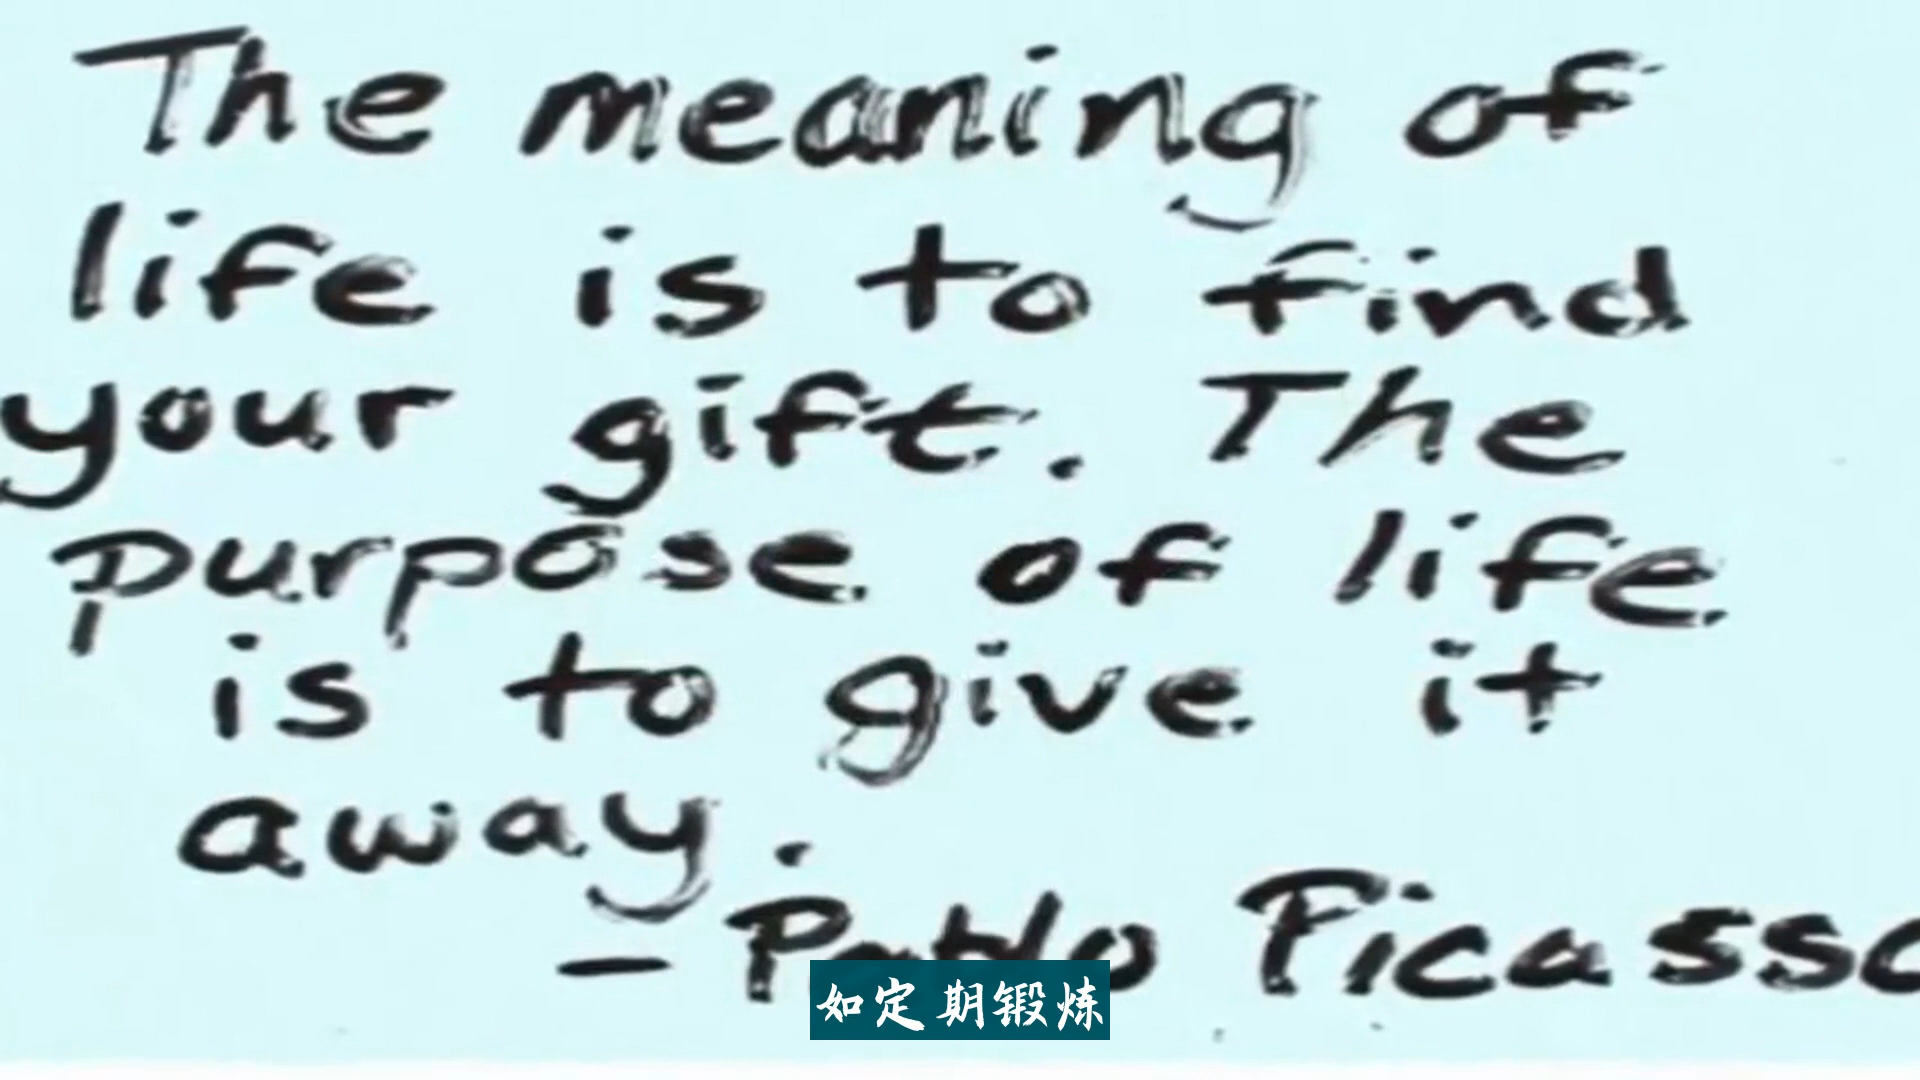 The meaning of
life is to find
your gift. The
purpose of life
is to give it
away.
- Pablo Picasso
如定期锻炼